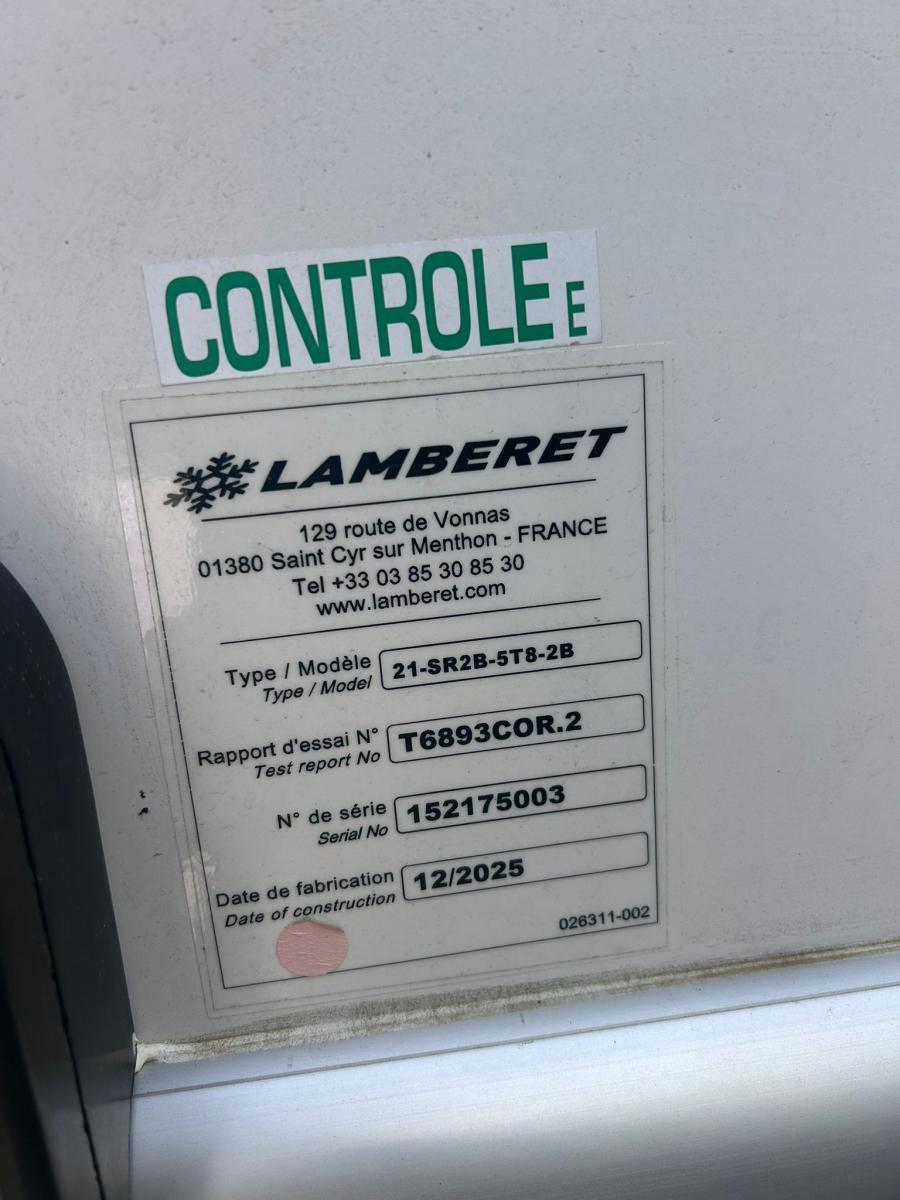 CONTROLE E
LAMBERET
129 route de Vonnas
01380 Saint Cyr sur Menthon - FRANCE
Tel +33 03 85 30 85 30
www.lamberet.com
Type / Modèle
Type / Model
21-SR2B-5T8-2B
Rapport d'essai N°
Test report No
T6893COR.2
N° de série
Serial No
152175003
Date de fabrication
Date of construction
12/2025
026311-002